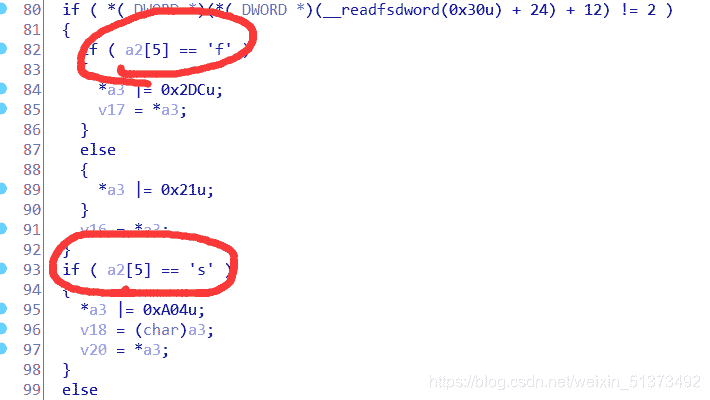 80 if ( *(_DWORD *)(*(_DWORD *)(__readfsdword(0x30u) + 24) + 12) != 2 )
81 {
82 if ( a2[5] == 'f' )
83 {
84 *a3 |= 0x2DCu;
85 v17 = *a3;
86 }
87 else
88 {
89 *a3 |= 0x21u;
90 }
91 v16 = *a3;
92 }
93 if ( a2[5] == 's' )
94 {
95 *a3 |= 0xA04u;
96 v18 = (char)a3;
97 v20 = *a3;
98 }
99 else
https://blog.csdn.net/weixin_51373492